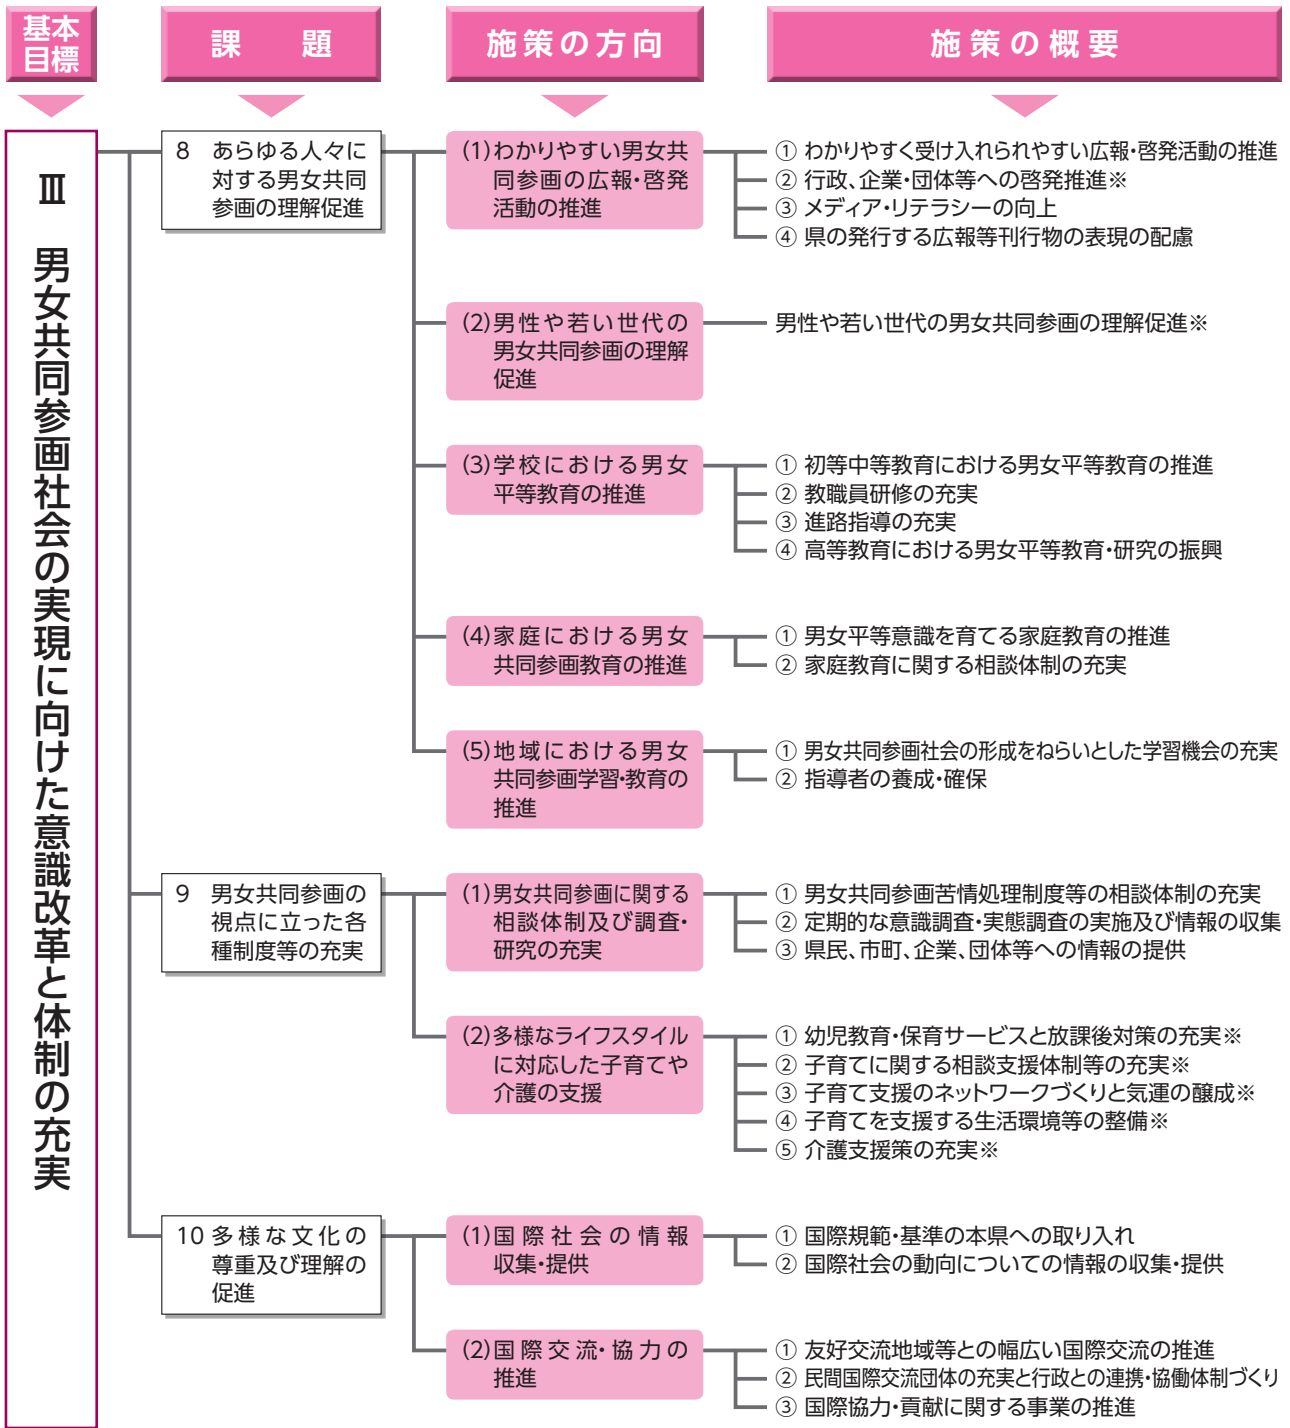 基本
目標
課題
施策の方向
施策の概要
Ⅲ 男女共同参画社会の実現に向けた意識改革と体制の充実
8 あらゆる人々に
対する男女共同
参画の理解促進
(1)わかりやすい男女共
同参画の広報・啓発
活動の推進
① わかりやすく受け入れられやすい広報・啓発活動の推進
② 行政、企業・団体等への啓発推進※
③ メディア・リテラシーの向上
④ 県の発行する広報等刊行物の表現の配慮
(2)男性や若い世代の
男女共同参画の理解
促進
男性や若い世代の男女共同参画の理解促進※
(3)学校における男女
平等教育の推進
① 初等中等教育における男女平等教育の推進
② 教職員研修の充実
③ 進路指導の充実
④ 高等教育における男女平等教育・研究の振興
(4)家庭における男女
共同参画教育の推進
① 男女平等意識を育てる家庭教育の推進
② 家庭教育に関する相談体制の充実
(5)地域における男女
共同参画学習・教育の
推進
① 男女共同参画社会の形成をねらいとした学習機会の充実
② 指導者の養成・確保
9 男女共同参画の
視点に立った各
種制度等の充実
(1)男女共同参画に関する
相談体制及び調査・
研究の充実
① 男女共同参画苦情処理制度等の相談体制の充実
② 定期的な意識調査・実態調査の実施及び情報の収集
③ 県民、市町、企業、団体等への情報の提供
(2)多様なライフスタイル
に対応した子育てや
介護の支援
① 幼児教育・保育サービスと放課後対策の充実※
② 子育てに関する相談支援体制等の充実※
③ 子育て支援のネットワークづくりと気運の醸成※
④ 子育てを支援する生活環境等の整備※
⑤ 介護支援策の充実※
10 多様な文化の
尊重及び理解の
促進
(1)国際社会の情報
収集・提供
① 国際規範・基準の本県への取り入れ
② 国際社会の動向についての情報の収集・提供
(2)国際交流・協力の
推進
① 友好交流地域等との幅広い国際交流の推進
② 民間国際交流団体の充実と行政との連携・協働体制づくり
③ 国際協力・貢献に関する事業の推進